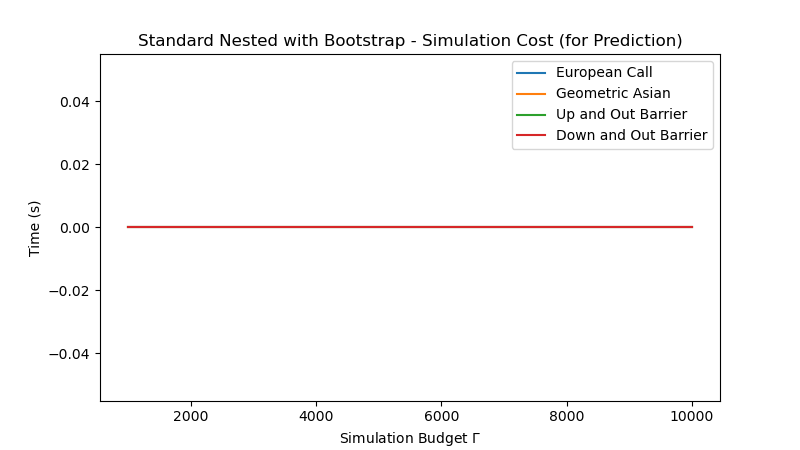 Standard Nested with Bootstrap - Simulation Cost (for Prediction)
European Call
Geometric Asian
Up and Out Barrier
Down and Out Barrier
Time (s)
0.04
0.02
0.00
−0.02
−0.04
2000 4000 6000 8000 10000
Simulation Budget Γ